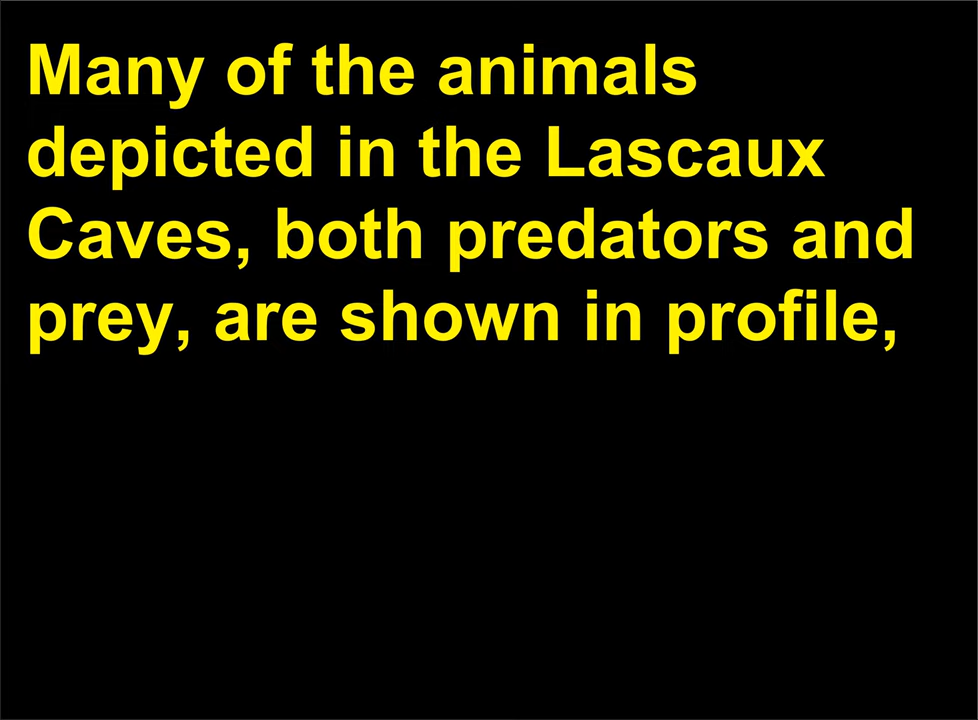 Many of the animals
depicted in the Lascaux
Caves, both predators and
prey, are shown in profile,